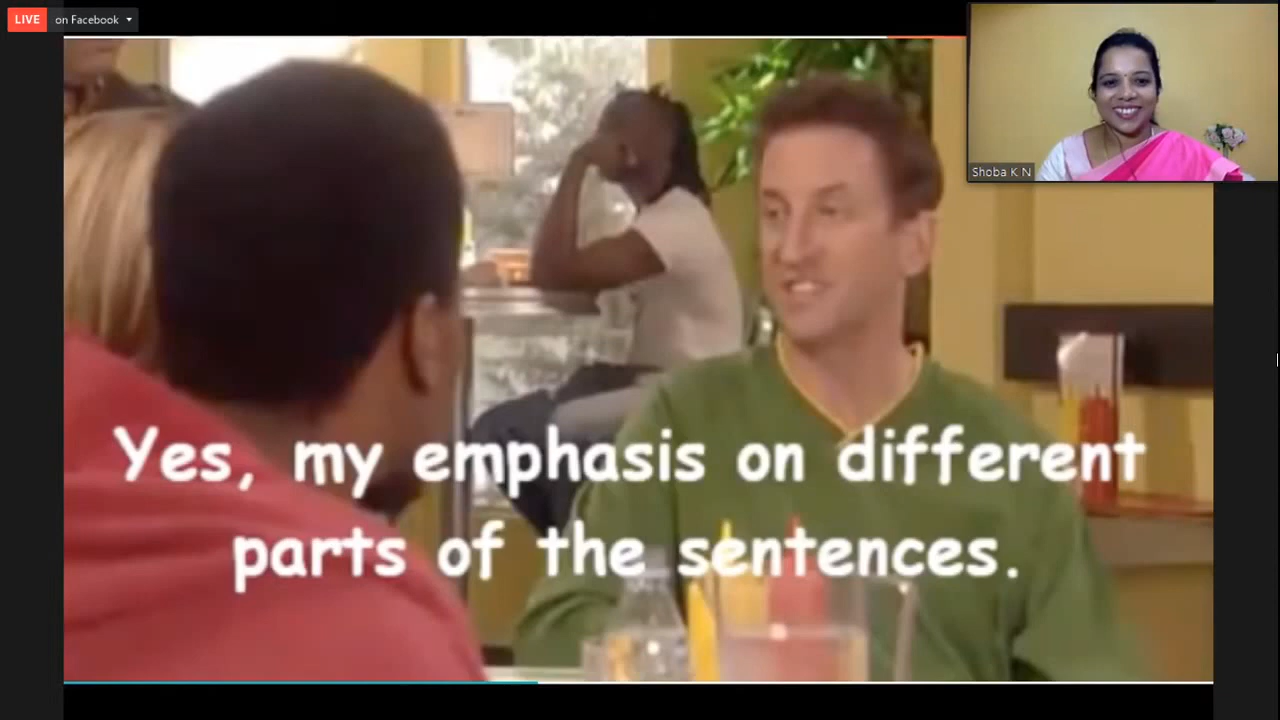 LIVE on Facebook
Shoba K N
Yes, my emphasis on different
parts of the sentences.